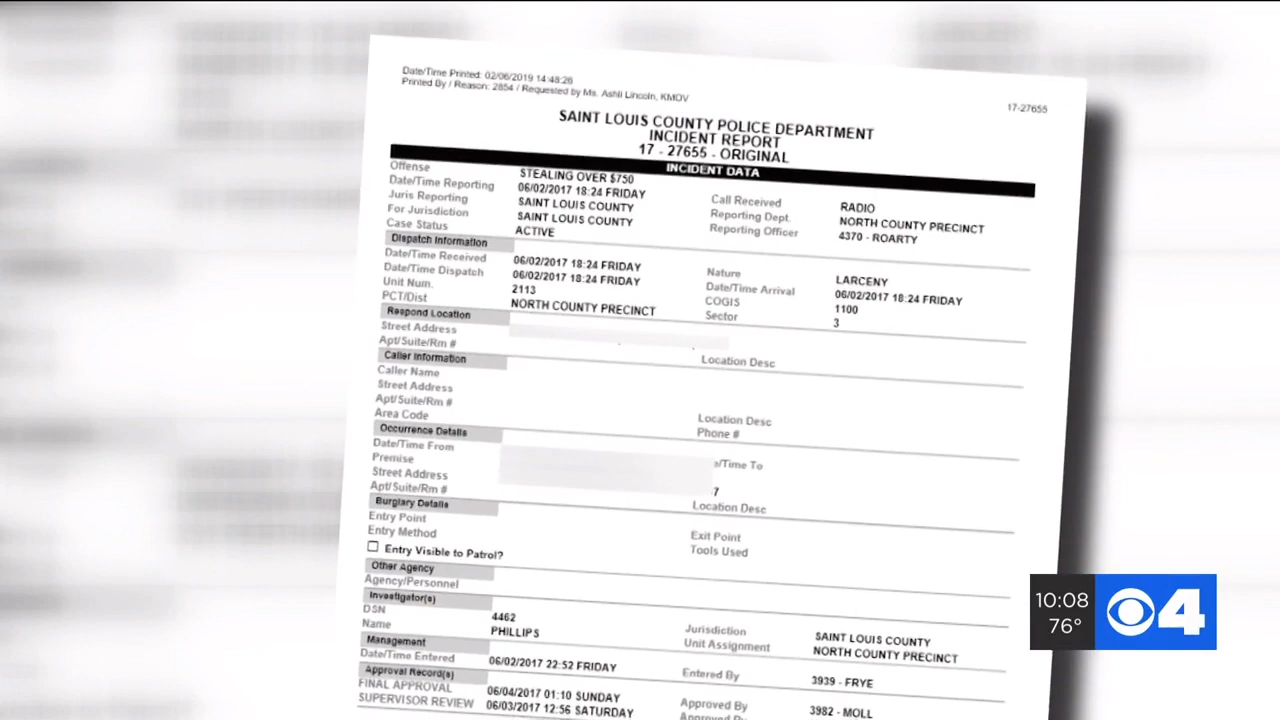 Date/Time Printed: 02/06/2019 14:48:26
Printed By / Reason: 2854 / Requested by Ms. Ashli Lincoln, KMOV
17-27655
SAINT LOUIS COUNTY POLICE DEPARTMENT
INCIDENT REPORT
17 - 27655 - ORIGINAL
INCIDENT DATA
Offense STEALING OVER $750
Date/Time Reporting 06/02/2017 18:24 FRIDAY Call Received RADIO
Juris Reporting SAINT LOUIS COUNTY Reporting Dept. NORTH COUNTY PRECINCT
For Jurisdiction SAINT LOUIS COUNTY Reporting Officer 4370 - ROARTY
Case Status ACTIVE
Dispatch Information
Date/Time Received 06/02/2017 18:24 FRIDAY Nature LARCENY
Date/Time Dispatch 06/02/2017 18:24 FRIDAY Date/Time Arrival 06/02/2017 18:24 FRIDAY
Unit Num. 2113 COGIS 1100
PCT/Dist NORTH COUNTY PRECINCT Sector 3
Respond Location
Street Address
Apt/Suite/Rm # Location Desc
Caller Information
Caller Name
Street Address
Apt/Suite/Rm # Location Desc
Area Code Phone #
Occurrence Details
Date/Time From e/Time To
Premise
Street Address 7
Apt/Suite/Rm # Location Desc
Burglary Details
Entry Point Exit Point
Entry Method Tools Used
Entry Visible to Patrol?
Other Agency
Agency/Personnel
Investigator(s)
DSN 4462 Jurisdiction SAINT LOUIS COUNTY
Name PHILLIPS Unit Assignment NORTH COUNTY PRECINCT
Management
Date/Time Entered 06/02/2017 22:52 FRIDAY Entered By 3939 - FRYE
Approval Record(s)
FINAL APPROVAL 06/04/2017 01:10 SUNDAY Approved By 3982 - MOLL
SUPERVISOR REVIEW 06/03/2017 12:56 SATURDAY Approved By
10:08
76°
4